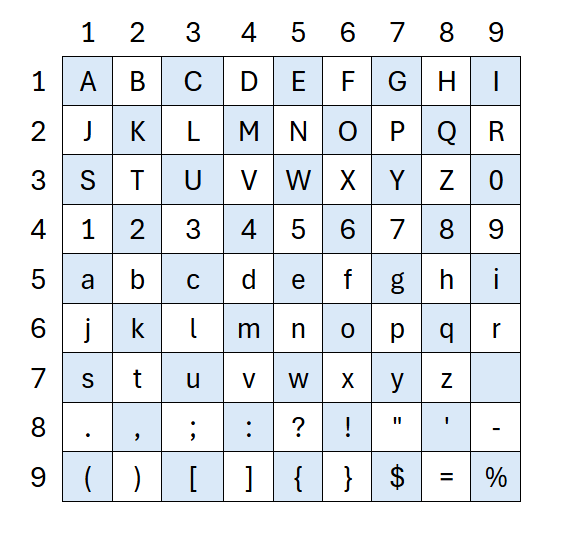 1 2 3 4 5 6 7 8 9
1 A B C D E F G H I
2 J K L M N O P Q R
3 S T U V W X Y Z 0
4 1 2 3 4 5 6 7 8 9
5 a b c d e f g h i
6 j k l m n o p q r
7 s t u v w x y z
8 . , ; : ? ! " ' -
9 ( ) [ ] { } $ = %